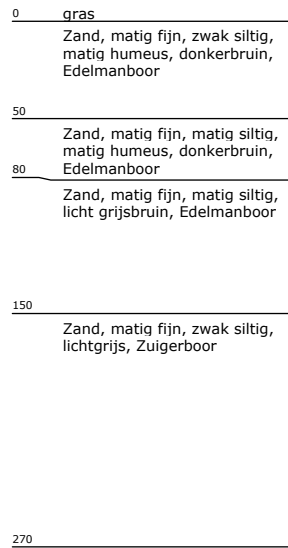 0 gras
Zand, matig fijn, zwak siltig,
matig humeus, donkerbruin,
Edelmanboor
50
Zand, matig fijn, matig siltig,
matig humeus, donkerbruin,
Edelmanboor
80
Zand, matig fijn, matig siltig,
licht grijsbruin, Edelmanboor
150
Zand, matig fijn, zwak siltig,
lichtgrijs, Zuigerboor
270